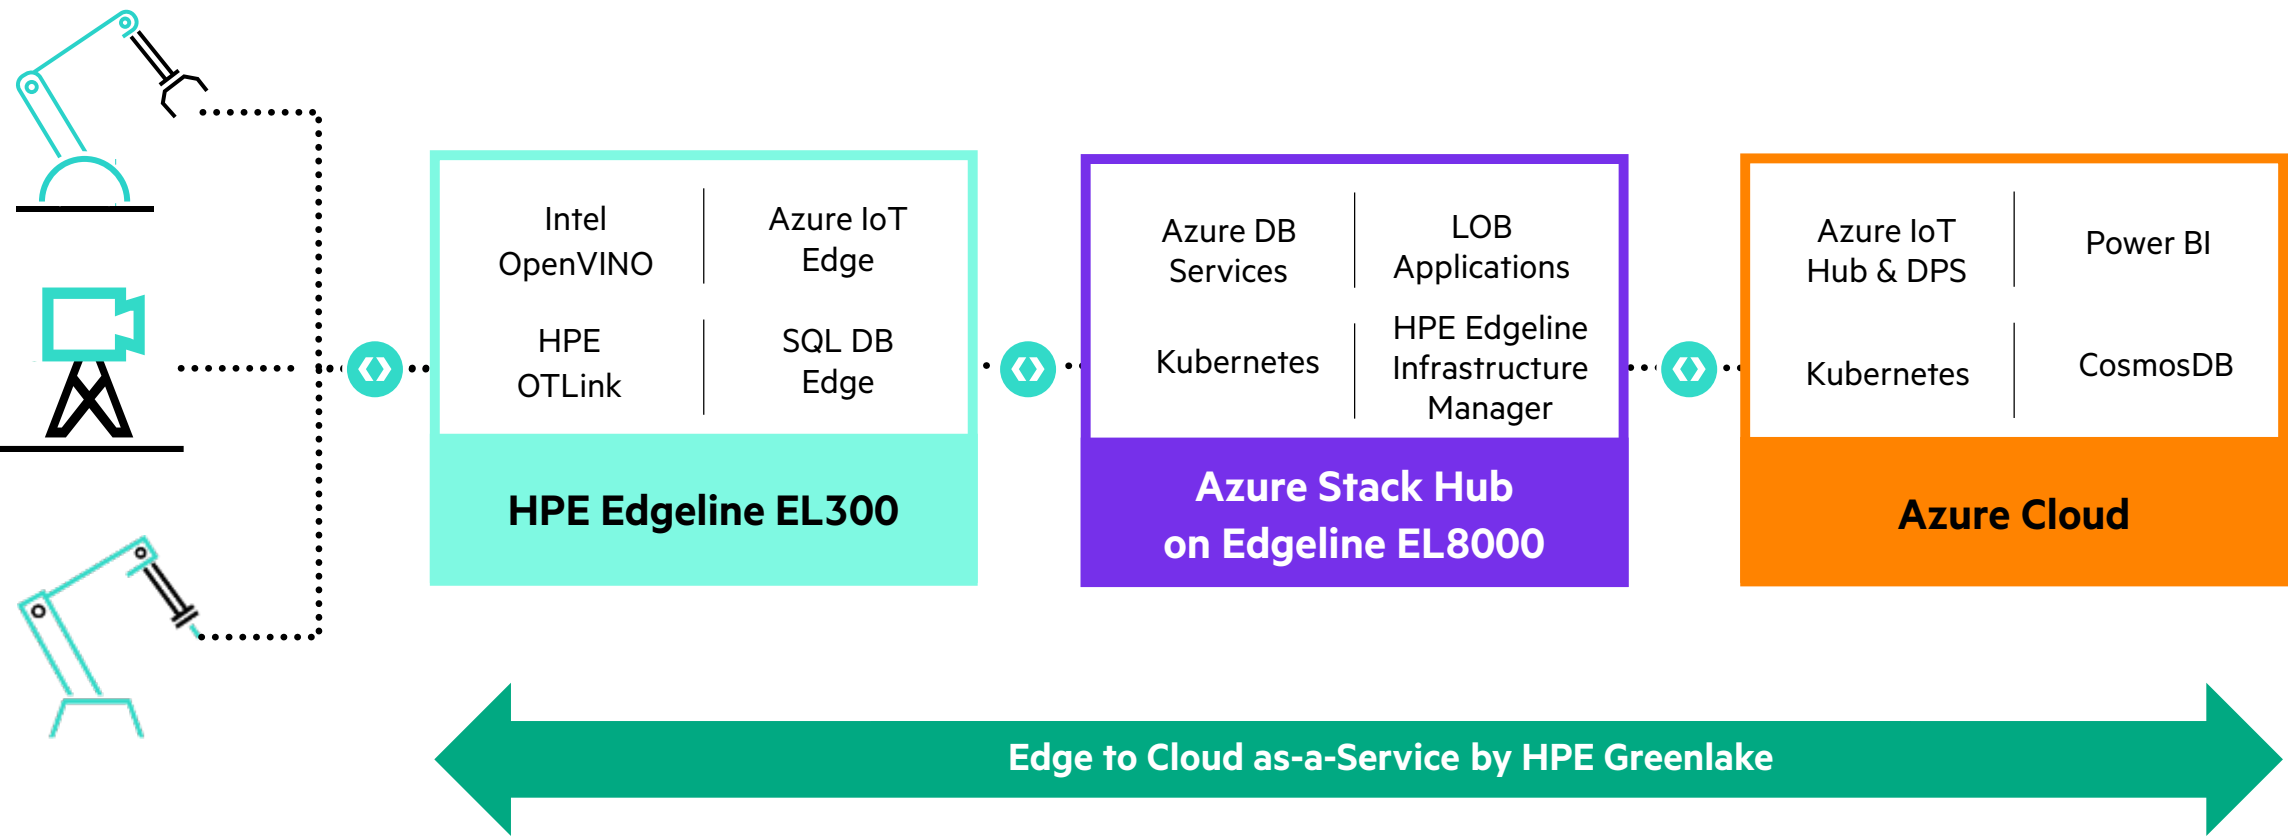 Intel
OpenVINO
Azure IoT
Edge
HPE
OTLink
SQL DB
Edge
HPE Edgeline EL300
Azure DB
Services
LOB
Applications
Kubernetes
HPE Edgeline
Infrastructure
Manager
Azure Stack Hub
on Edgeline EL8000
Azure IoT
Hub & DPS
Power BI
Kubernetes
CosmosDB
Azure Cloud
Edge to Cloud as-a-Service by HPE Greenlake